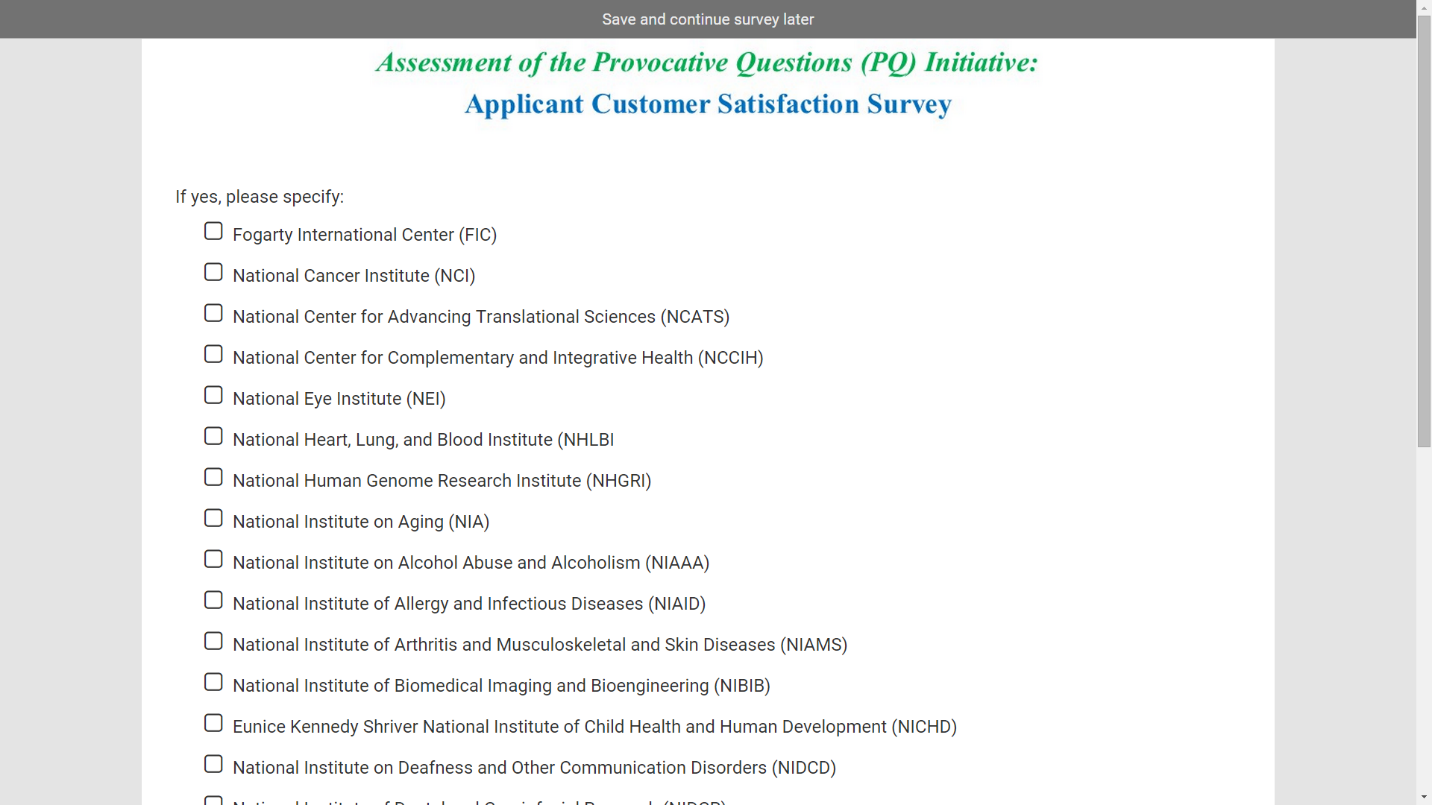 Save and continue survey later
Assessment of the Provocative Questions (PQ) Initiative:
Applicant Customer Satisfaction Survey
If yes, please specify:
Fogarty International Center (FIC)
National Cancer Institute (NCI)
National Center for Advancing Translational Sciences (NCATS)
National Center for Complementary and Integrative Health (NCCIH)
National Eye Institute (NEI)
National Heart, Lung, and Blood Institute (NHLBI
National Human Genome Research Institute (NHGRI)
National Institute on Aging (NIA)
National Institute on Alcohol Abuse and Alcoholism (NIAAA)
National Institute of Allergy and Infectious Diseases (NIAID)
National Institute of Arthritis and Musculoskeletal and Skin Diseases (NIAMS)
National Institute of Biomedical Imaging and Bioengineering (NIBIB)
Eunice Kennedy Shriver National Institute of Child Health and Human Development (NICHD)
National Institute on Deafness and Other Communication Disorders (NIDCD)